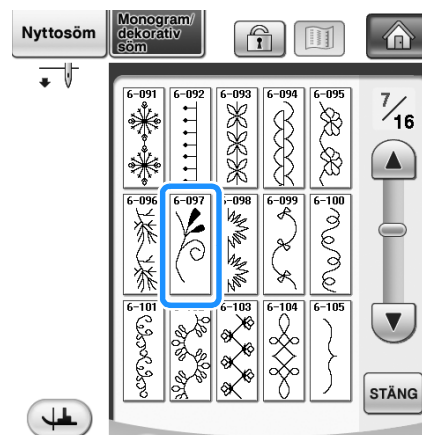 Nyttosöm
Monogram/
dekorativ
söm
6-091 6-092 6-093 6-094 6-095
7/16
6-096 6-097 6-098 6-099 6-100
6-101 6-103 6-104 6-105
STÄNG